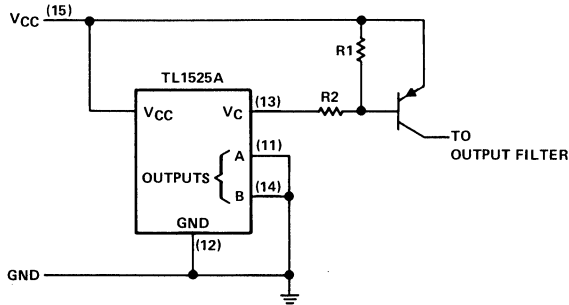 VCC (15)
R1
TL1525A
VCC
VC
(13)
R2
TO
OUTPUT FILTER
A
(11)
OUTPUTS
B
(14)
GND
(12)
GND